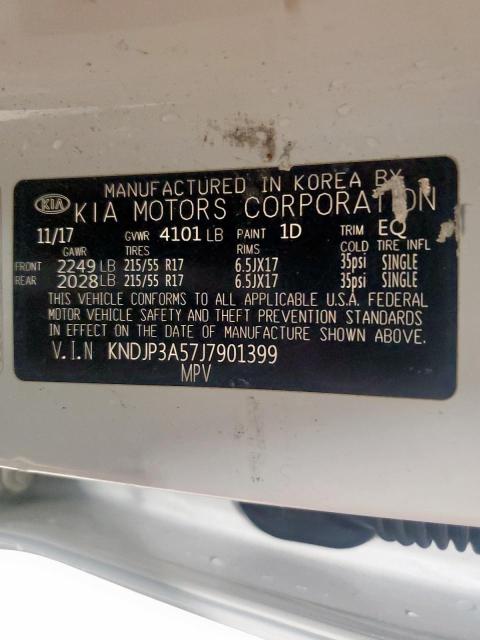 MANUFACTURED IN KOREA BY
KIA KIA MOTORS CORPORATION
11/17 GVWR 4101 LB PAINT 1D TRIM EQ
GAWR TIRES RIMS COLD TIRE INFL
FRONT 2249 LB 215/55 R17 6.5JX17 35psi SINGLE
REAR 2028 LB 215/55 R17 6.5JX17 35psi SINGLE
THIS VEHICLE CONFORMS TO ALL APPLICABLE U.S.A. FEDERAL
MOTOR VEHICLE SAFETY AND THEFT PREVENTION STANDARDS
IN EFFECT ON THE DATE OF MANUFACTURE SHOWN ABOVE.
V.I.N KNDJP3A57J7901399
MPV